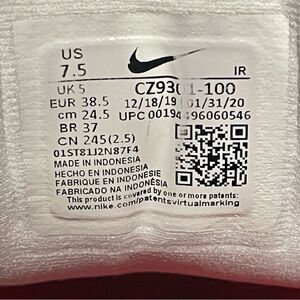 US
7.5 IR
UK 5 CZ9301-100
EUR 38.5 12/18/19 01/31/20
cm 24.5 UPC 00194496060546
BR 37
CN 245(2.5)
01ST81J2N87F4
MADE IN INDONESIA
HECHO EN INDONESIA
FABRIQUE EN INDONESIE
FABRICADO NA INDONÉSIA
This product is covered by one or more patents:
www.nike.com/patentsvirtualmarking